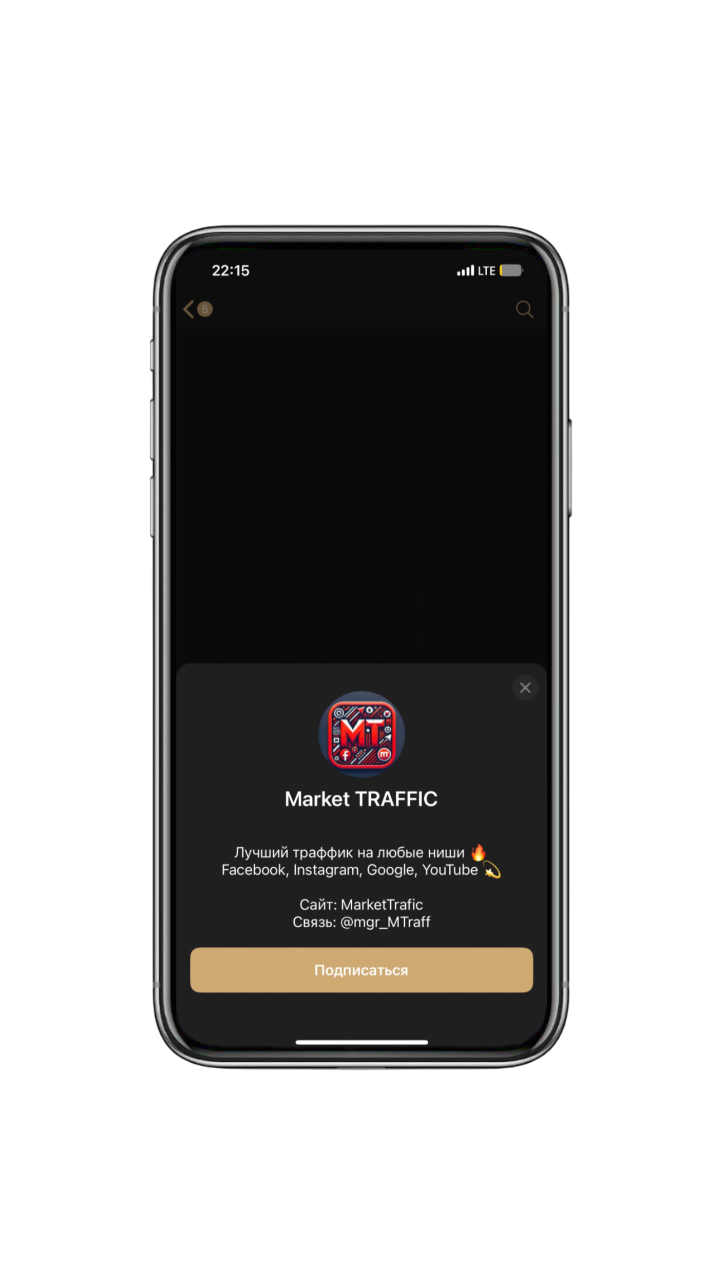 22:15
LTE
5
MT
Market TRAFFIC
Лучший траффик на любые ниши 🔥
Facebook, Instagram, Google, YouTube 💫
Сайт: MarketTrafic
Связь: @mgr_MTraff
Подписаться